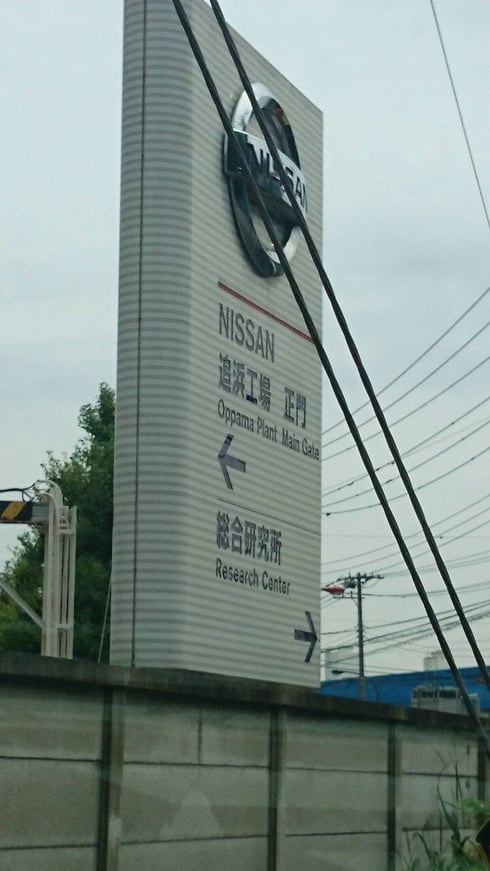 NISSAN
NISSAN
追浜工場 正門
Oppama Plant Main Gate
総合研究所
Research Center